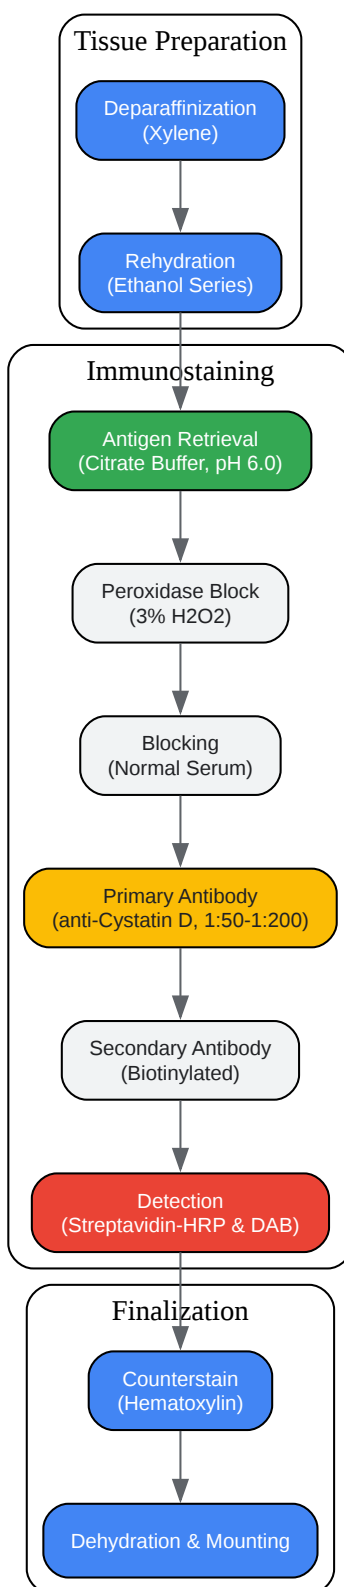 Tissue Preparation
Deparaffinization
(Xylene)
Rehydration
(Ethanol Series)
Immunostaining
Antigen Retrieval
(Citrate Buffer, pH 6.0)
Peroxidase Block
(3% H2O2)
Blocking
(Normal Serum)
Primary Antibody
(anti-Cystatin D, 1:50-1:200)
Secondary Antibody
(Biotinylated)
Detection
(Streptavidin-HRP & DAB)
Finalization
Counterstain
(Hematoxylin)
Dehydration & Mounting